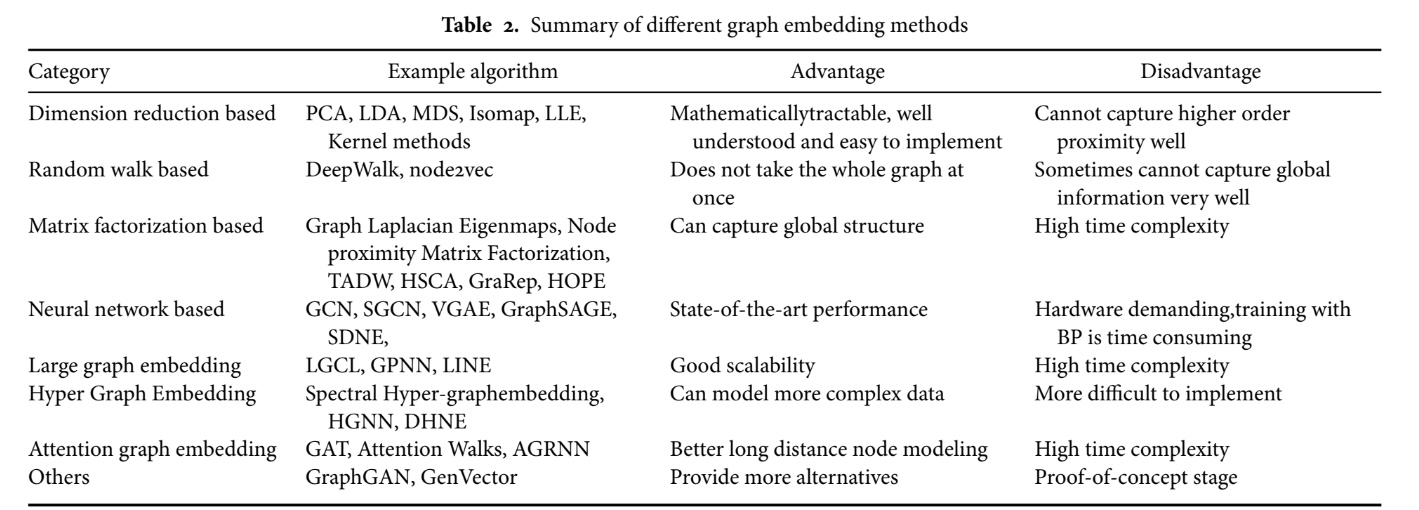 Table 2. Summary of different graph embedding methods
Category Example algorithm Advantage Disadvantage
Dimension reduction based PCA, LDA, MDS, Isomap, LLE, Mathematicallytractable, well Cannot capture higher order
Kernel methods understood and easy to implement proximity well
Random walk based DeepWalk, node2vec Does not take the whole graph at Sometimes cannot capture global
once information very well
Matrix factorization based Graph Laplacian Eigenmaps, Node Can capture global structure High time complexity
proximity Matrix Factorization,
TADW, HSCA, GraRep, HOPE
Neural network based GCN, SGCN, VGAE, GraphSAGE, State-of-the-art performance Hardware demanding,training with
SDNE, BP is time consuming
Large graph embedding LGCL, GPNN, LINE Good scalability High time complexity
Hyper Graph Embedding Spectral Hyper-graphembedding, Can model more complex data More difficult to implement
HGNN, DHNE
Attention graph embedding GAT, Attention Walks, AGRNN Better long distance node modeling High time complexity
Others GraphGAN, GenVector Provide more alternatives Proof-of-concept stage